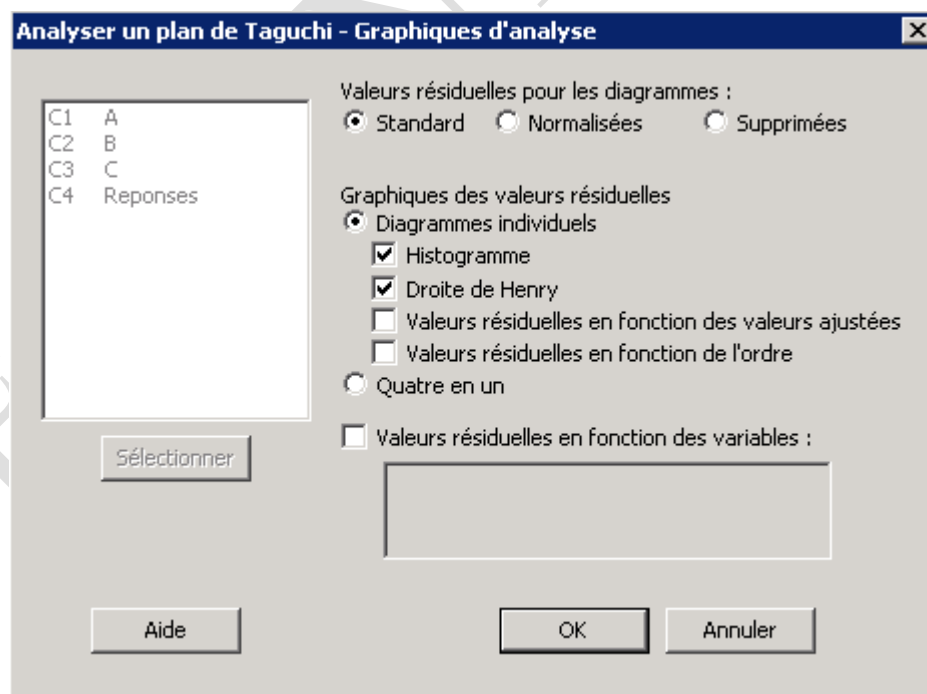 Analyser un plan de Taguchi - Graphiques d'analyse
C1 A
C2 B
C3 C
C4 Reponses
Sélectionner
Valeurs résiduelles pour les diagrammes :
Standard Normalisées Supprimées
Graphiques des valeurs résiduelles
Diagrammes individuels
Histogramme
Droite de Henry
Valeurs résiduelles en fonction des valeurs ajustées
Valeurs résiduelles en fonction de l'ordre
Quatre en un
Valeurs résiduelles en fonction des variables :
Aide OK Annuler